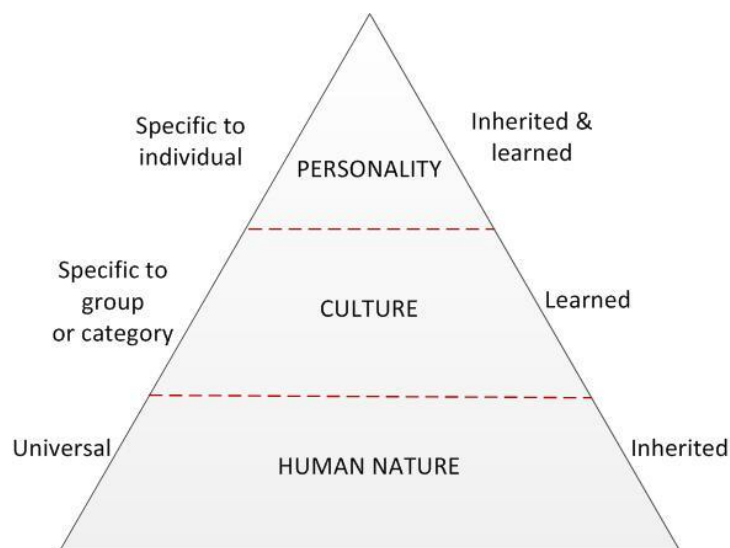 Specific to
individual
Inherited &
learned
PERSONALITY
Specific to
group
or category
CULTURE
Learned
Universal
HUMAN NATURE
Inherited